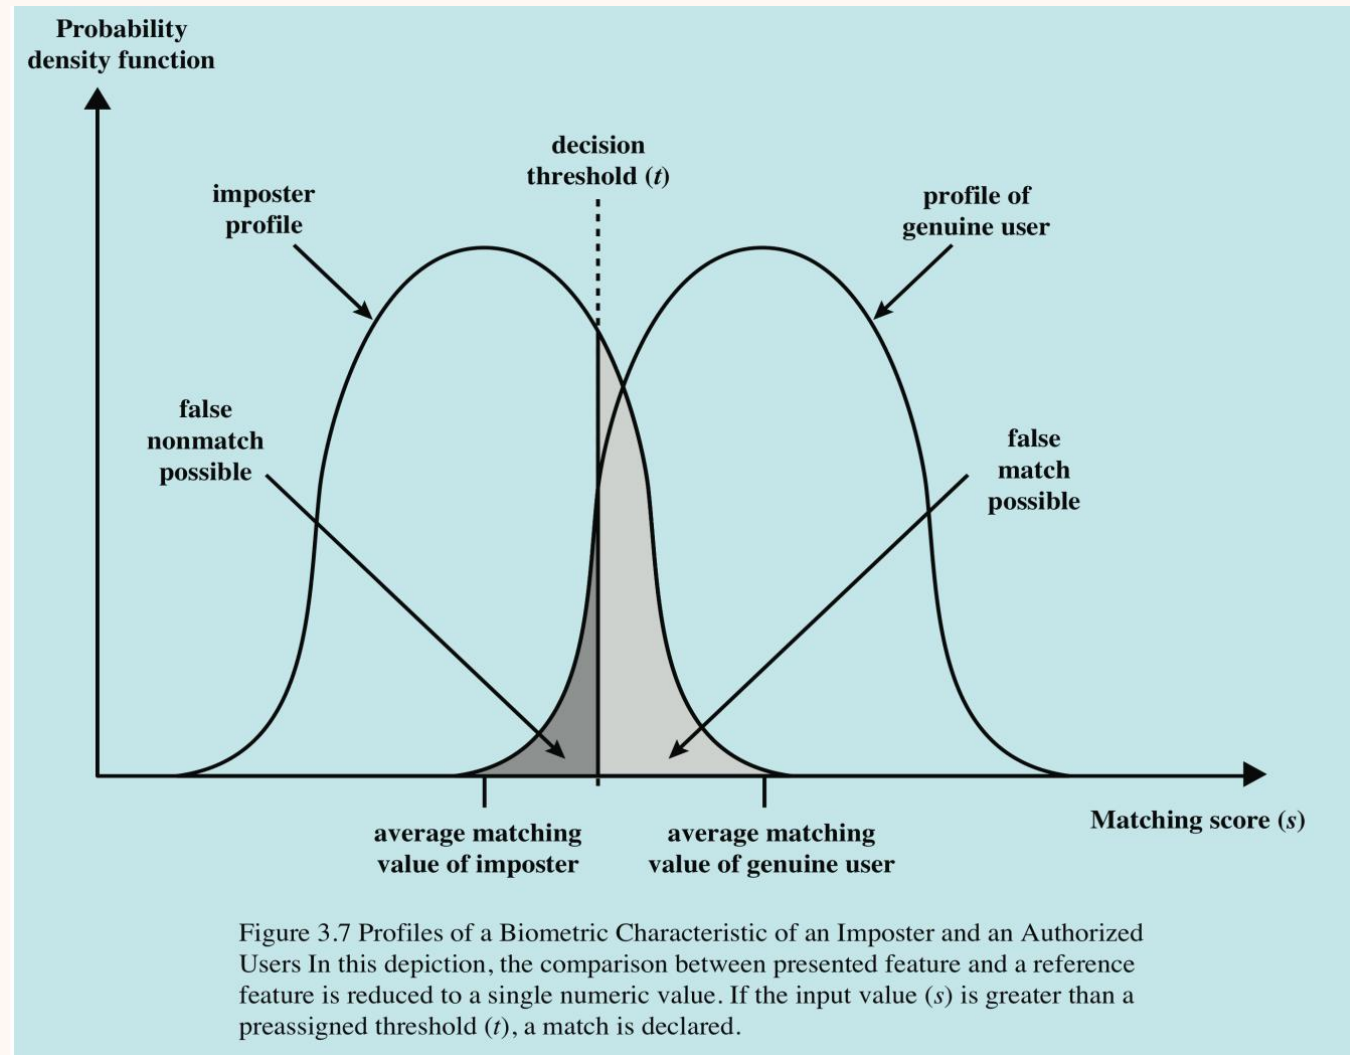 Probability
density function
decision
threshold (t)
imposter
profile
profile of
genuine user
false
nonmatch
possible
false
match
possible
average matching
value of imposter
average matching
value of genuine user
Matching score (s)
Figure 3.7 Profiles of a Biometric Characteristic of an Imposter and an Authorized
Users In this depiction, the comparison between presented feature and a reference
feature is reduced to a single numeric value. If the input value (s) is greater than a
preassigned threshold (t), a match is declared.